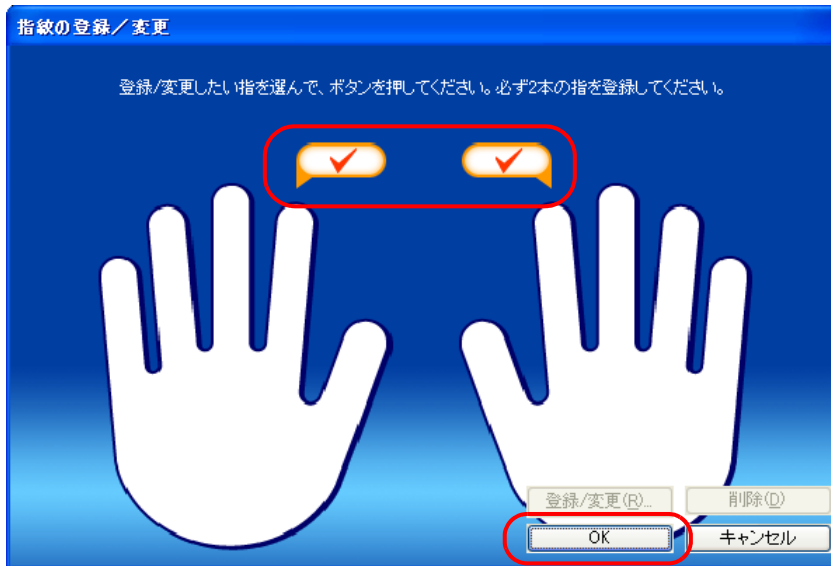 指紋の登録／変更
登録/変更したい指を選んで、ボタンを押してください。必ず2本の指を登録してください。
登録/変更(R)...
削除(D)
OK
キャンセル